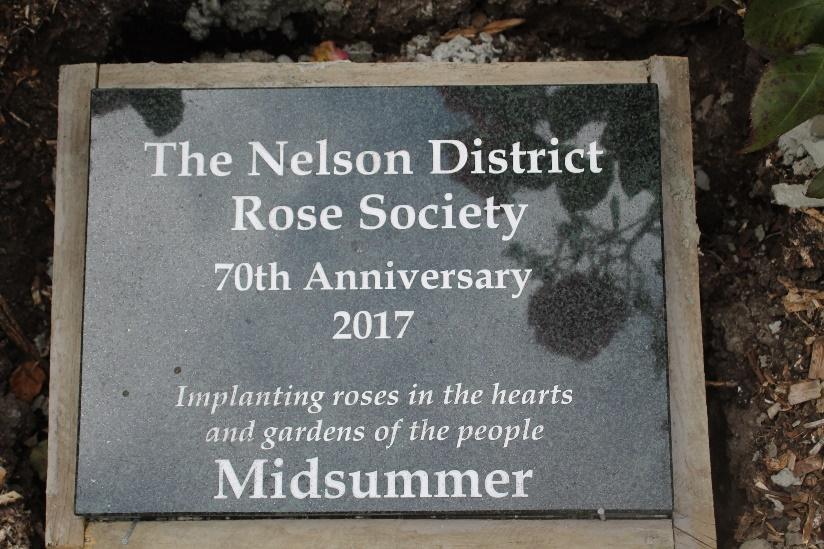 The Nelson District
Rose Society
70th Anniversary
2017
Implanting roses in the hearts
and gardens of the people
Midsummer